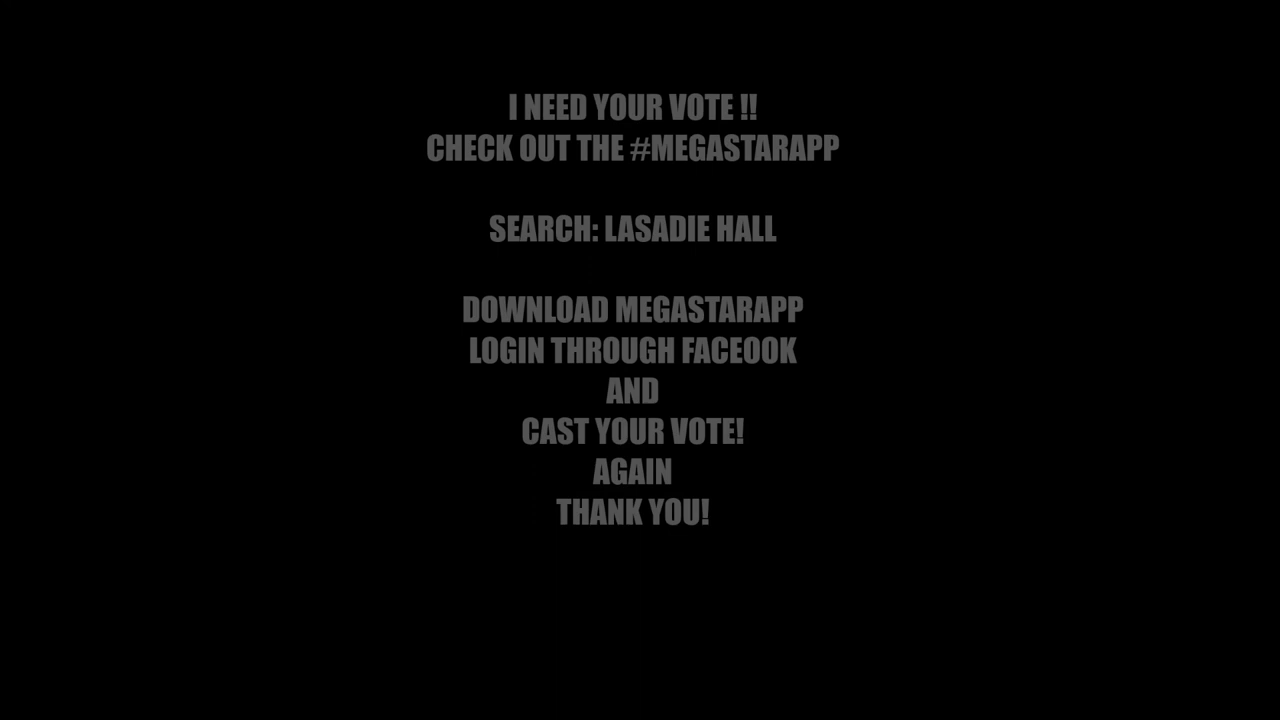 I NEED YOUR VOTE !!
CHECK OUT THE #MEGASTARAPP
SEARCH: LASADIE HALL
DOWNLOAD MEGASTARAPP
LOGIN THROUGH FACEOOK
AND
CAST YOUR VOTE!
AGAIN
THANK YOU!